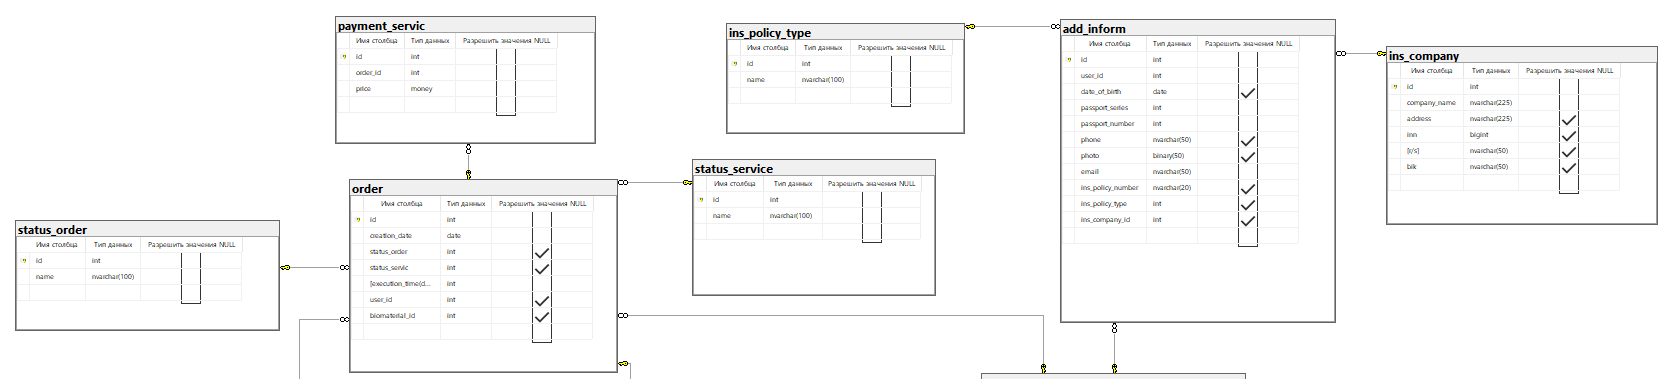 payment_servic
Имя столбца Тип данных Разрешить значения NULL
id int
order_id int
price money
ins_policy_type
Имя столбца Тип данных Разрешить значения NULL
id int
name nvarchar(100)
add_inform
Имя столбца Тип данных Разрешить значения NULL
id int
user_id int
date_of_birth date
passport_series int
passport_number int
phone nvarchar(50)
photo binary(50)
email nvarchar(50)
ins_policy_number nvarchar(20)
ins_policy_type int
ins_company_id int
ins_company
Имя столбца Тип данных Разрешить значения NULL
id int
company_name nvarchar(225)
address nvarchar(225)
inn bigint
[r/s] nvarchar(50)
bik nvarchar(50)
status_service
Имя столбца Тип данных Разрешить значения NULL
id int
name nvarchar(100)
order
Имя столбца Тип данных Разрешить значения NULL
id int
creation_date date
status_order int
status_servic int
[execution_time(d... int
user_id int
biomaterial_id int
status_order
Имя столбца Тип данных Разрешить значения NULL
id int
name nvarchar(100)